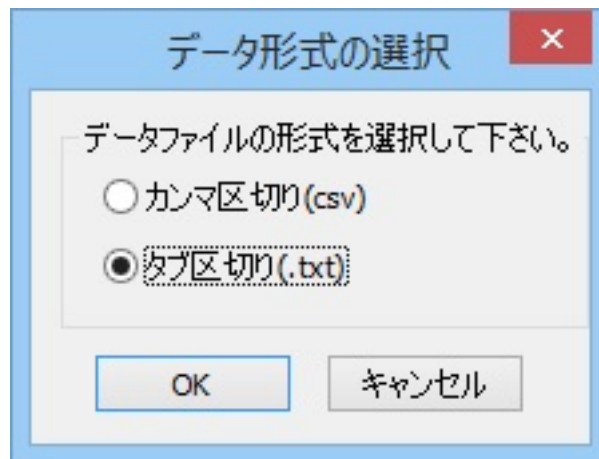 データ形式の選択
データファイルの形式を選択して下さい。
カンマ区切り(csv)
タブ区切り(.txt)
OK
キャンセル